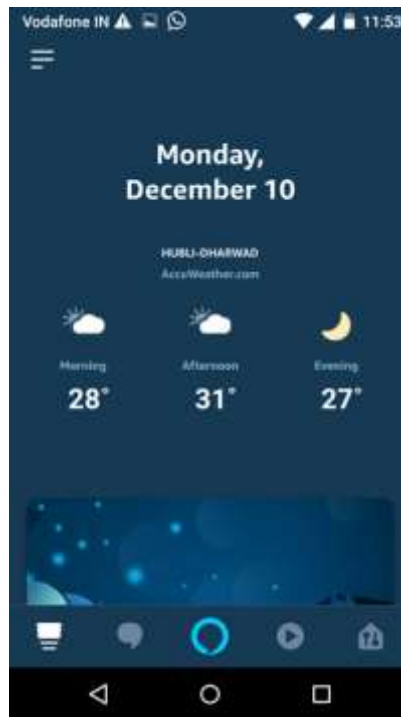 Vodafone IN 11:53
Monday,
December 10
HUBLI-DHARWAD
AccuWeather.com
Morning Afternoon Evening
28° 31° 27°